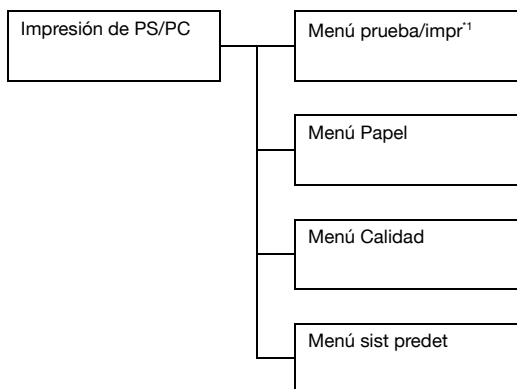 Impresión de PS/PC
Menú prueba/impr*1
Menú Papel
Menú Calidad
Menú sist predet